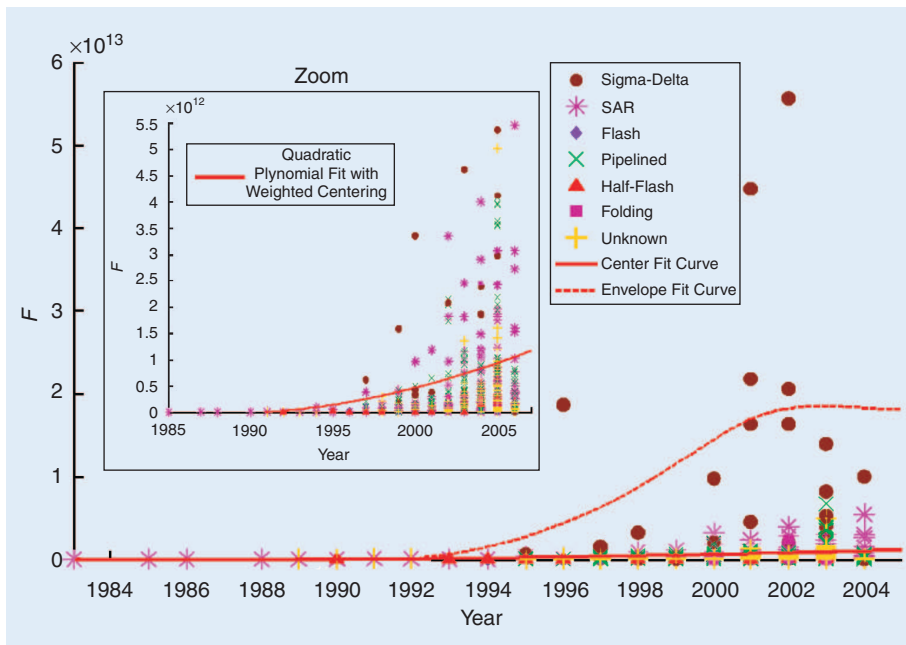 ×10^13
6
5
4
3
2
1
0
F
1984 1986 1988 1990 1992 1994 1996 1998 2000 2002 2004
Year
Zoom
×10^12
5.5
5
4.5
4
3.5
3
2.5
2
1.5
1
0.5
0
F
1985 1990 1995 2000 2005
Year
Quadratic
Plynomial Fit with
Weighted Centering
Sigma-Delta
SAR
Flash
Pipelined
Half-Flash
Folding
Unknown
Center Fit Curve
Envelope Fit Curve